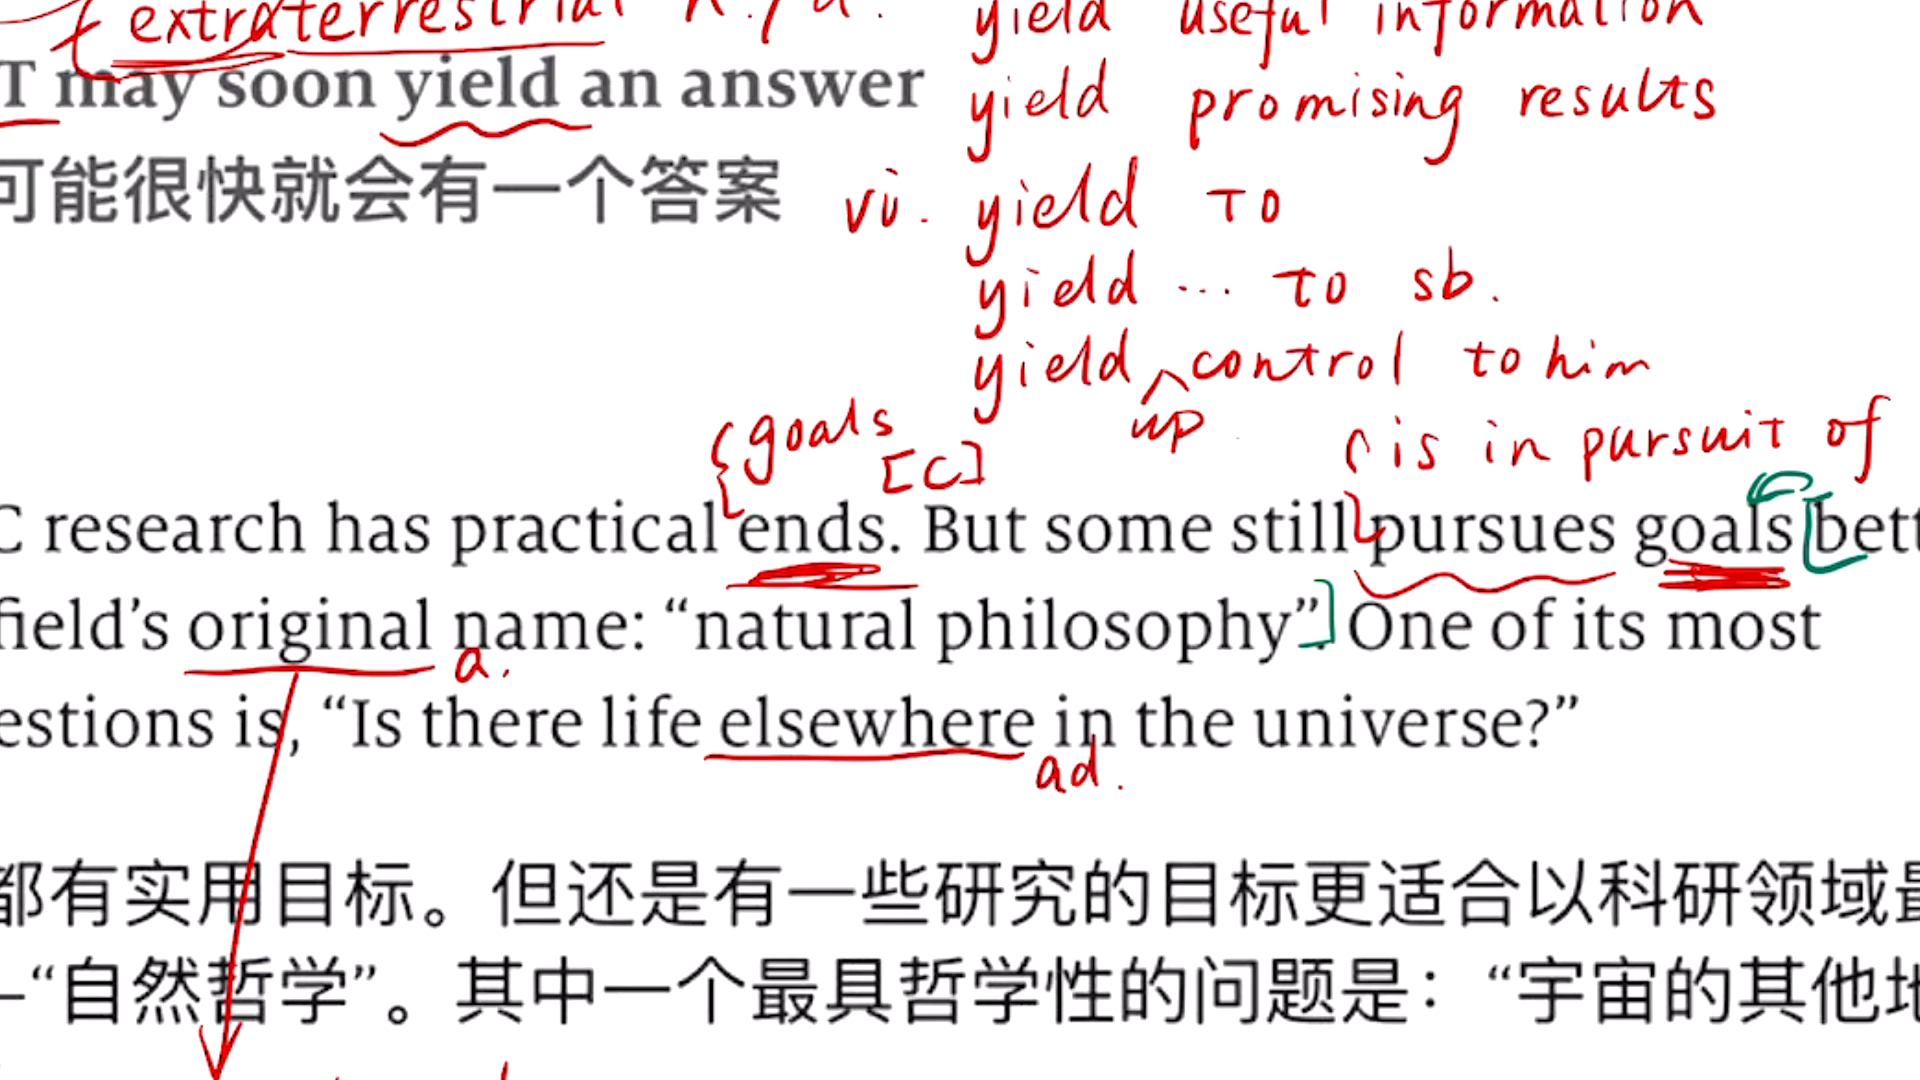 extraterrestrial n./a.
yield useful information
T may soon yield an answer
yield promising results
可能很快就会有一个答案
vi. yield to
yield ... to sb.
yield control to him
up
goals
[C]
is in pursuit of
C research has practical ends. But some still pursues goals bett
field's original name: “natural philosophy”. One of its most
a.
estions is, “Is there life elsewhere in the universe?”
ad.
都有实用目标。但还是有一些研究的目标更适合以科研领域最
–“自然哲学”。其中一个最具哲学性的问题是：“宇宙的其他地